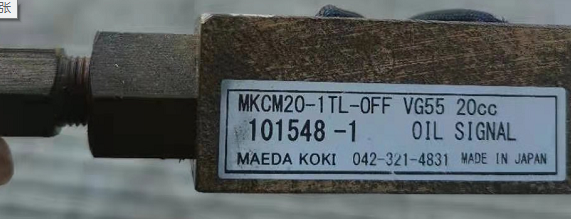 张
MKCM20-1TL-OFF VG55 20cc
101548-1 OIL SIGNAL
MAEDA KOKI 042-321-4831 MADE IN JAPAN